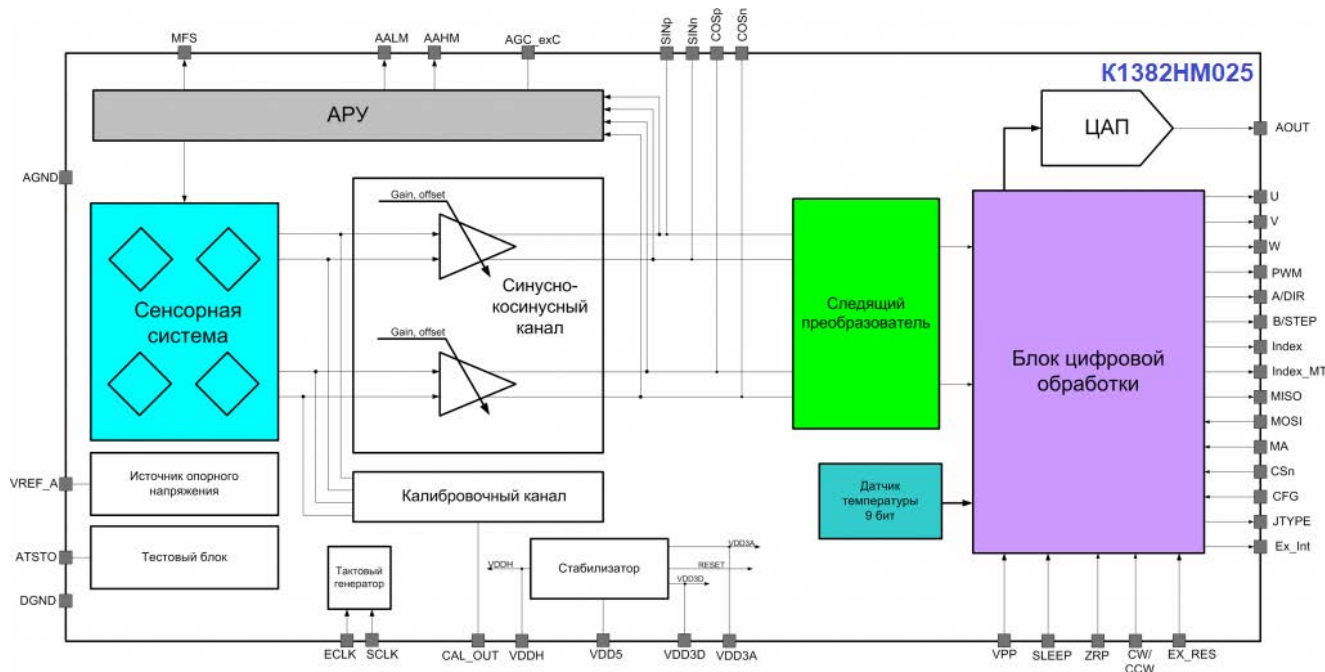 MFS
AALM
AAHM
AGC_exC
SINp
SINn
COSp
COSn
К1382НМ025
АРУ
ЦАП
AOUT
AGND
Gain, offset
Синусно-
косинусный
канал
Gain, offset
Сенсорная
система
Следящий
преобразователь
Блок цифровой
обработки
U
V
W
PWM
A/DIR
B/STEP
Index
Index_MT
MISO
MOSI
MA
CSn
CFG
JTYPE
Ex_Int
VREF_A
Источник опорного
напряжения
Калибровочный канал
Датчик
температуры
9 бит
ATSTO
Тестовый блок
Тактовый
генератор
VDDH
Стабилизатор
VDD3A
RESET
VDD3D
DGND
ECLK
SCLK
CAL_OUT
VDDH
VDD5
VDD3D
VDD3A
VPP
SLEEP
ZRP
CW/
CCW
EX_RES